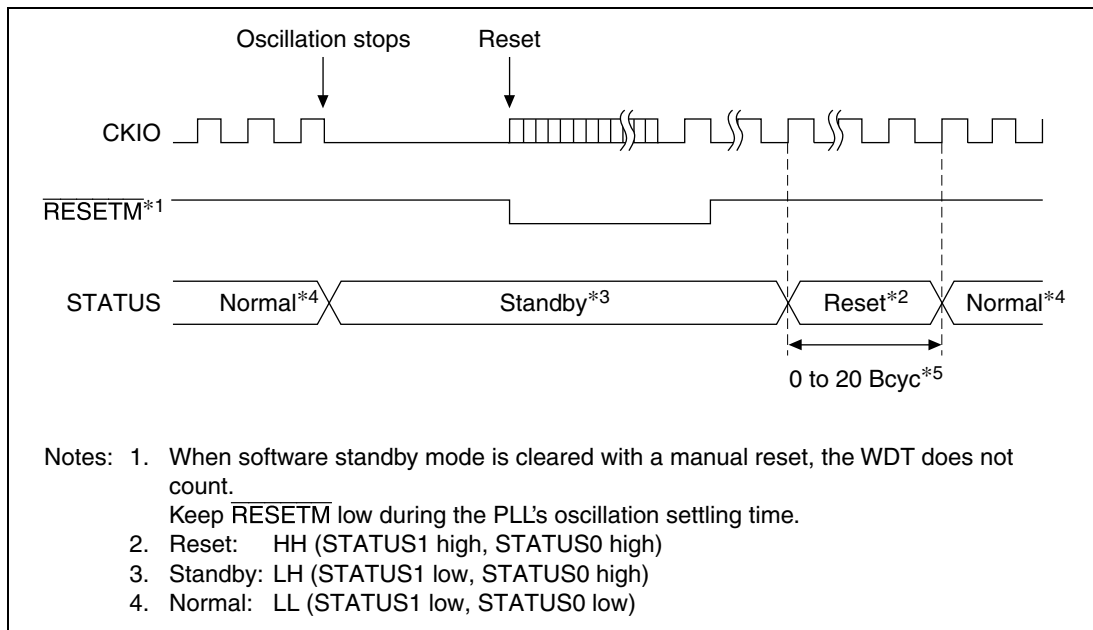 Oscillation stops Reset
CKIO
RESETM*1
STATUS Normal*4 Standby*3 Reset*2 Normal*4
0 to 20 Bcyc*5
Notes: 1. When software standby mode is cleared with a manual reset, the WDT does not
count.
Keep RESETM low during the PLL's oscillation settling time.
2. Reset: HH (STATUS1 high, STATUS0 high)
3. Standby: LH (STATUS1 low, STATUS0 high)
4. Normal: LL (STATUS1 low, STATUS0 low)